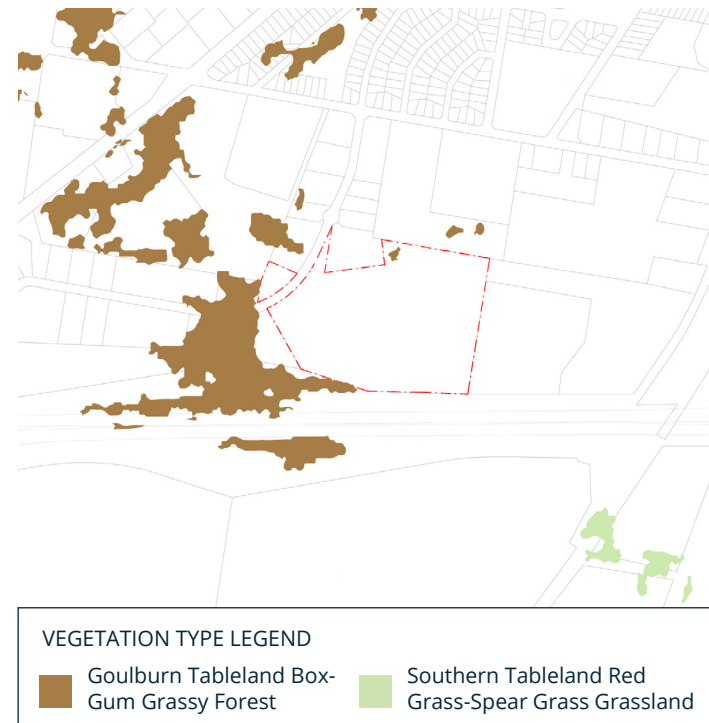 VEGETATION TYPE LEGEND
Goulburn Tableland Box-
Gum Grassy Forest
Southern Tableland Red
Grass-Spear Grass Grassland